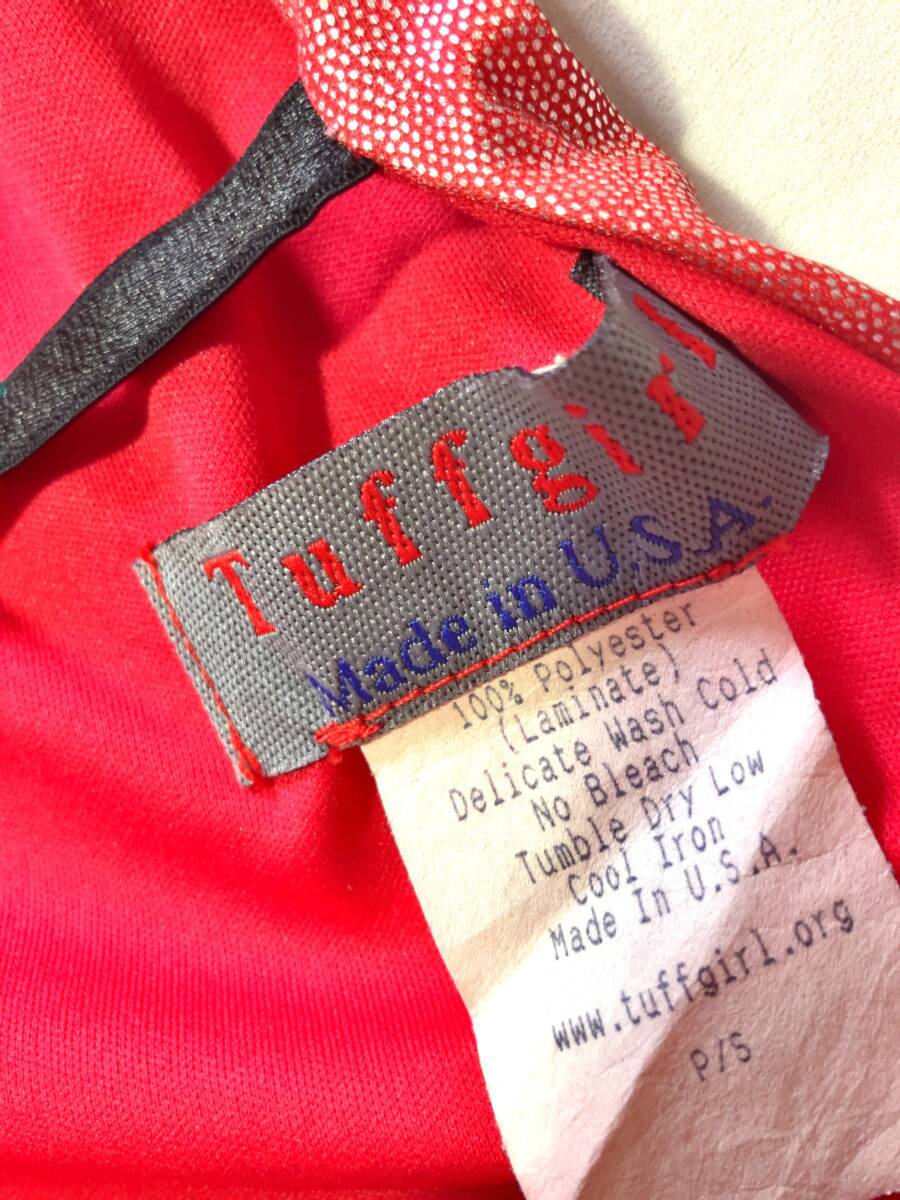 Tuffgirl
Made in U.S.A.
100% Polyester
(Laminate)
Delicate Wash Cold
No Bleach
Tumble Dry Low
Cool Iron
Made In U.S.A.
www.tuffgirl.org
P/S